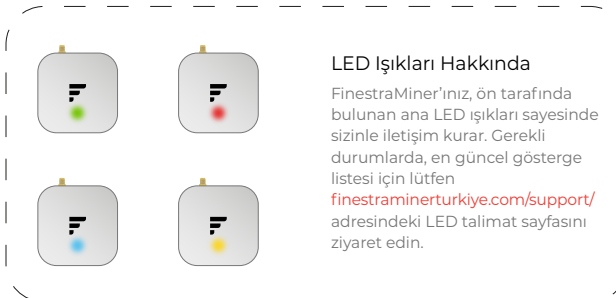 LED Işıkları Hakkında
FinestraMiner'ınız, ön tarafında
bulunan ana LED ışıkları sayesinde
sizinle iletişim kurar. Gerekli
durumlarda, en güncel gösterge
listesi için lütfen
finestraminerturkiye.com/support/
adresindeki LED talimat sayfasını
ziyaret edin.